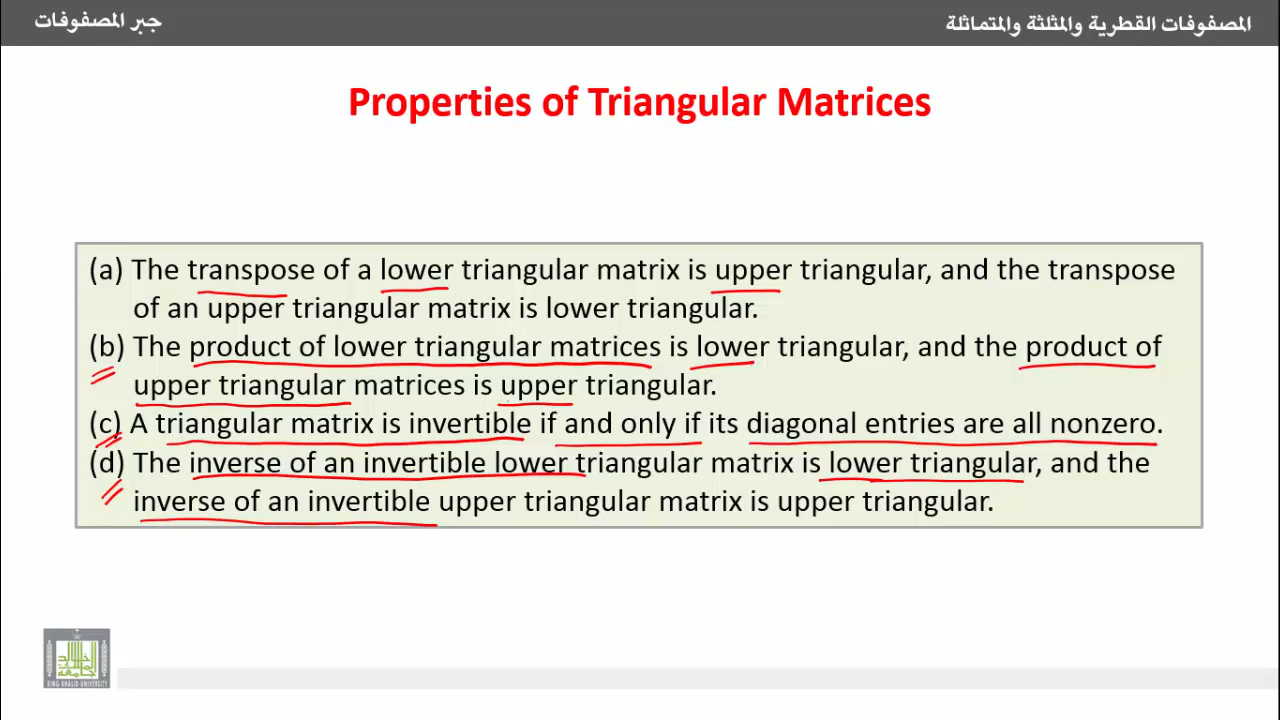 المصفوفات القطرية والمثلثة والمتماثلة
جبر المصفوفات
Properties of Triangular Matrices
(a) The transpose of a lower triangular matrix is upper triangular, and the transpose
of an upper triangular matrix is lower triangular.
(b) The product of lower triangular matrices is lower triangular, and the product of
upper triangular matrices is upper triangular.
(c) A triangular matrix is invertible if and only if its diagonal entries are all nonzero.
(d) The inverse of an invertible lower triangular matrix is lower triangular, and the
inverse of an invertible upper triangular matrix is upper triangular.
KING KHALID UNIVERSITY